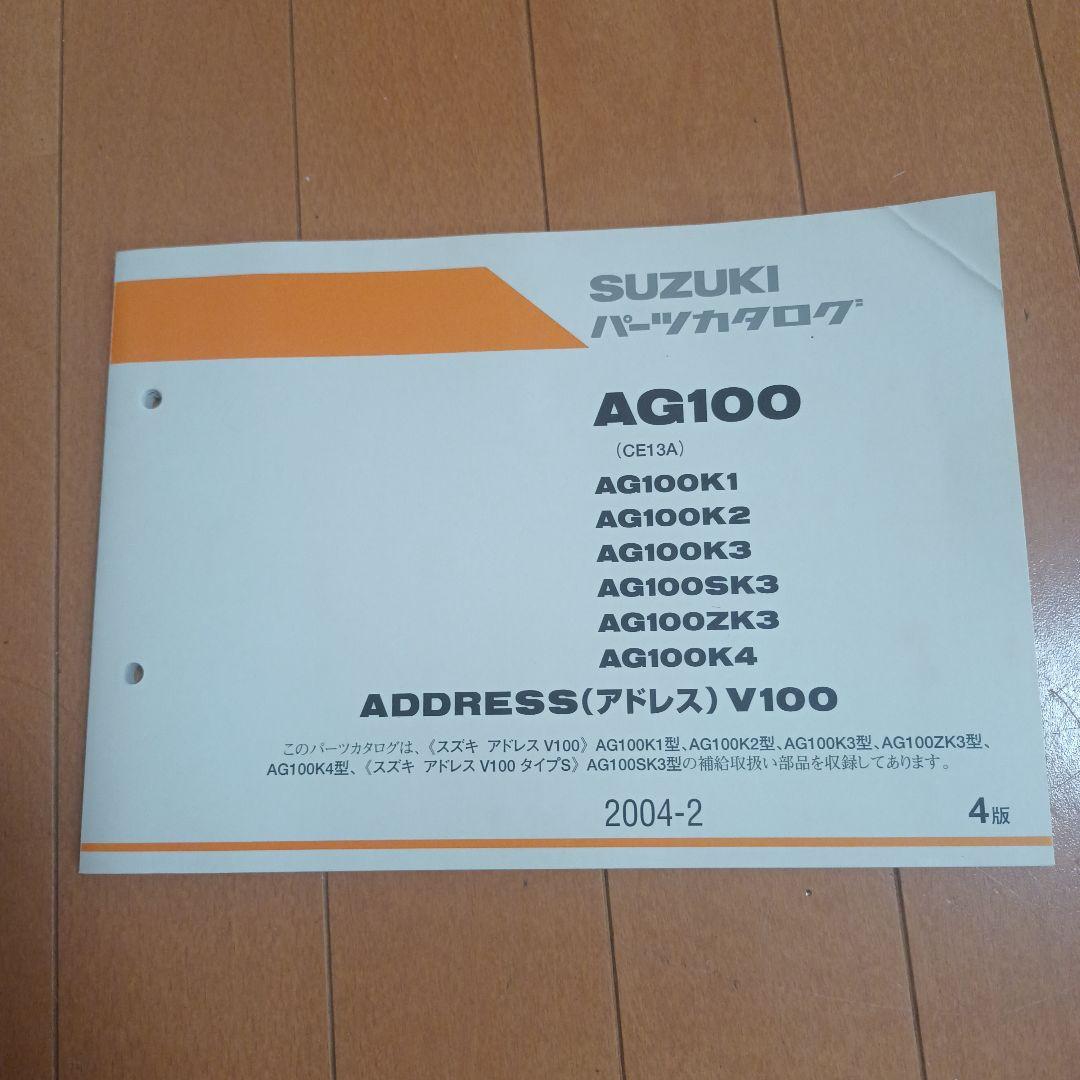 SUZUKI
パーツカタログ
AG100
（CE13A）
AG100K1
AG100K2
AG100K3
AG100SK3
AG100ZK3
AG100K4
ADDRESS（アドレス）V100
このパーツカタログは、《スズキ アドレス V100》 AG100K1型、AG100K2型、AG100K3型、AG100ZK3型、
AG100K4型、《スズキ アドレス V100 タイプS》 AG100SK3型の補給取扱い部品を収録してあります。
2004-2 4版